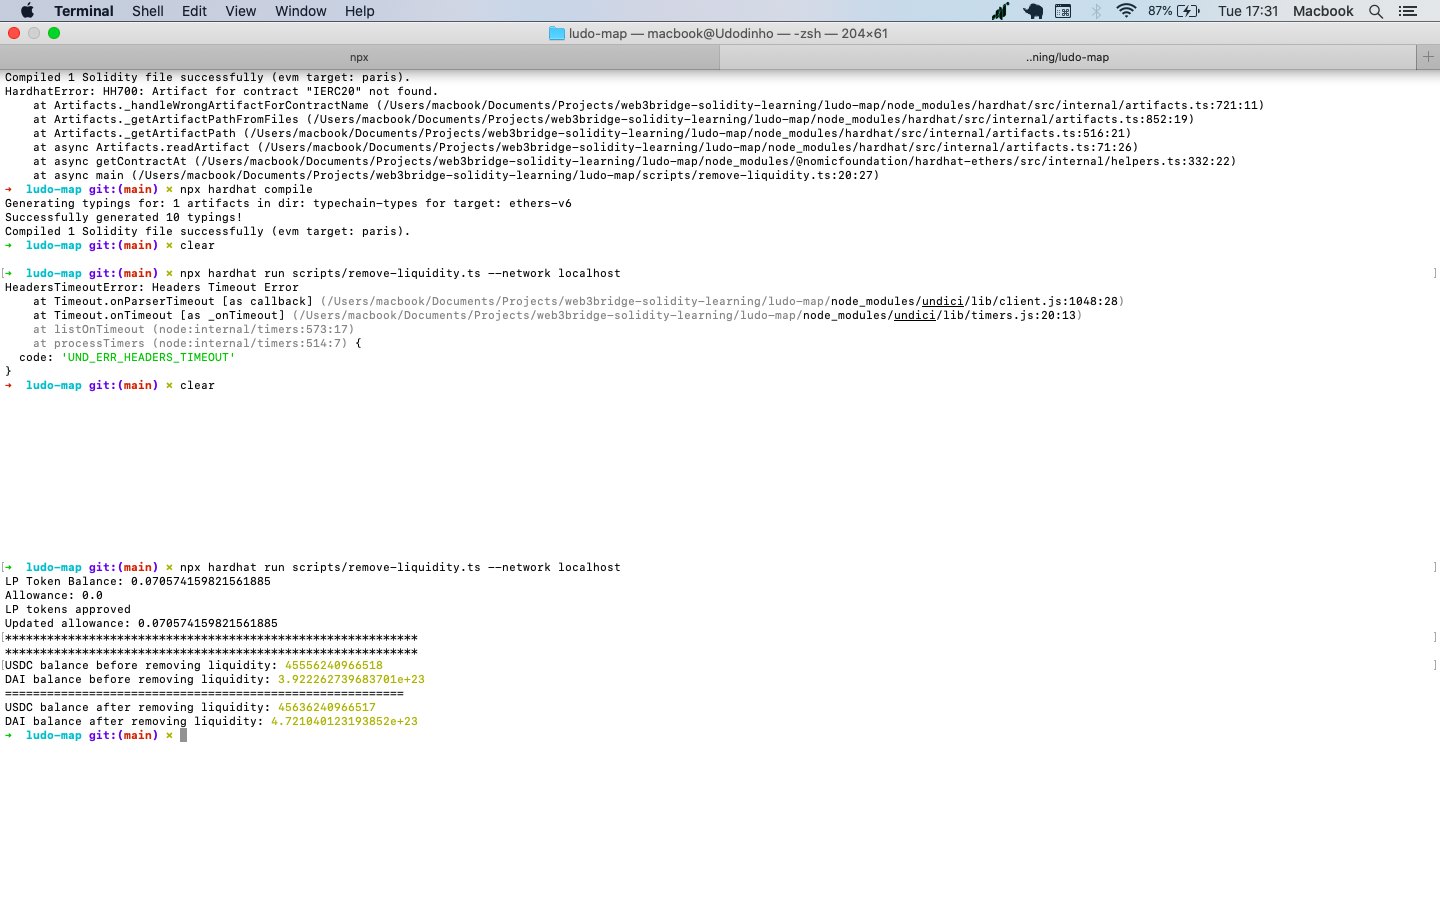 Terminal Shell Edit View Window Help 87% Tue 17:31 Macbook
ludo-map — macbook@Udodinho — -zsh — 204×61
npx ..ning/ludo-map
Compiled 1 Solidity file successfully (evm target: paris).
HardhatError: HH700: Artifact for contract "IERC20" not found.
at Artifacts._handleWrongArtifactForContractName (/Users/macbook/Documents/Projects/web3bridge-solidity-learning/ludo-map/node_modules/hardhat/src/internal/artifacts.ts:721:11)
at Artifacts._getArtifactPathFromFiles (/Users/macbook/Documents/Projects/web3bridge-solidity-learning/ludo-map/node_modules/hardhat/src/internal/artifacts.ts:852:19)
at Artifacts._getArtifactPath (/Users/macbook/Documents/Projects/web3bridge-solidity-learning/ludo-map/node_modules/hardhat/src/internal/artifacts.ts:516:21)
at async Artifacts.readArtifact (/Users/macbook/Documents/Projects/web3bridge-solidity-learning/ludo-map/node_modules/hardhat/src/internal/artifacts.ts:71:26)
at async getContractAt (/Users/macbook/Documents/Projects/web3bridge-solidity-learning/ludo-map/node_modules/@nomicfoundation/hardhat-ethers/src/internal/helpers.ts:332:22)
at async main (/Users/macbook/Documents/Projects/web3bridge-solidity-learning/ludo-map/scripts/remove-liquidity.ts:20:27)
➜ ludo-map git:(main) × npx hardhat compile
Generating typings for: 1 artifacts in dir: typechain-types for target: ethers-v6
Successfully generated 10 typings!
Compiled 1 Solidity file successfully (evm target: paris).
➜ ludo-map git:(main) × clear
[➜ ludo-map git:(main) × npx hardhat run scripts/remove-liquidity.ts --network localhost ]
HeadersTimeoutError: Headers Timeout Error
at Timeout.onParserTimeout [as callback] (/Users/macbook/Documents/Projects/web3bridge-solidity-learning/ludo-map/node_modules/undici/lib/client.js:1048:28)
at Timeout.onTimeout [as _onTimeout] (/Users/macbook/Documents/Projects/web3bridge-solidity-learning/ludo-map/node_modules/undici/lib/timers.js:20:13)
at listOnTimeout (node:internal/timers:573:17)
at processTimers (node:internal/timers:514:7) {
code: 'UND_ERR_HEADERS_TIMEOUT'
}
➜ ludo-map git:(main) × clear
[➜ ludo-map git:(main) × npx hardhat run scripts/remove-liquidity.ts --network localhost ]
LP Token Balance: 0.070574159821561885
Allowance: 0.0
LP tokens approved
Updated allowance: 0.070574159821561885
[*********************************************************** ]
***********************************************************
[USDC balance before removing liquidity: 45556240966518 ]
DAI balance before removing liquidity: 3.922262739683701e+23
=========================================================
USDC balance after removing liquidity: 45636240966517
DAI balance after removing liquidity: 4.721040123193852e+23
➜ ludo-map git:(main) ×